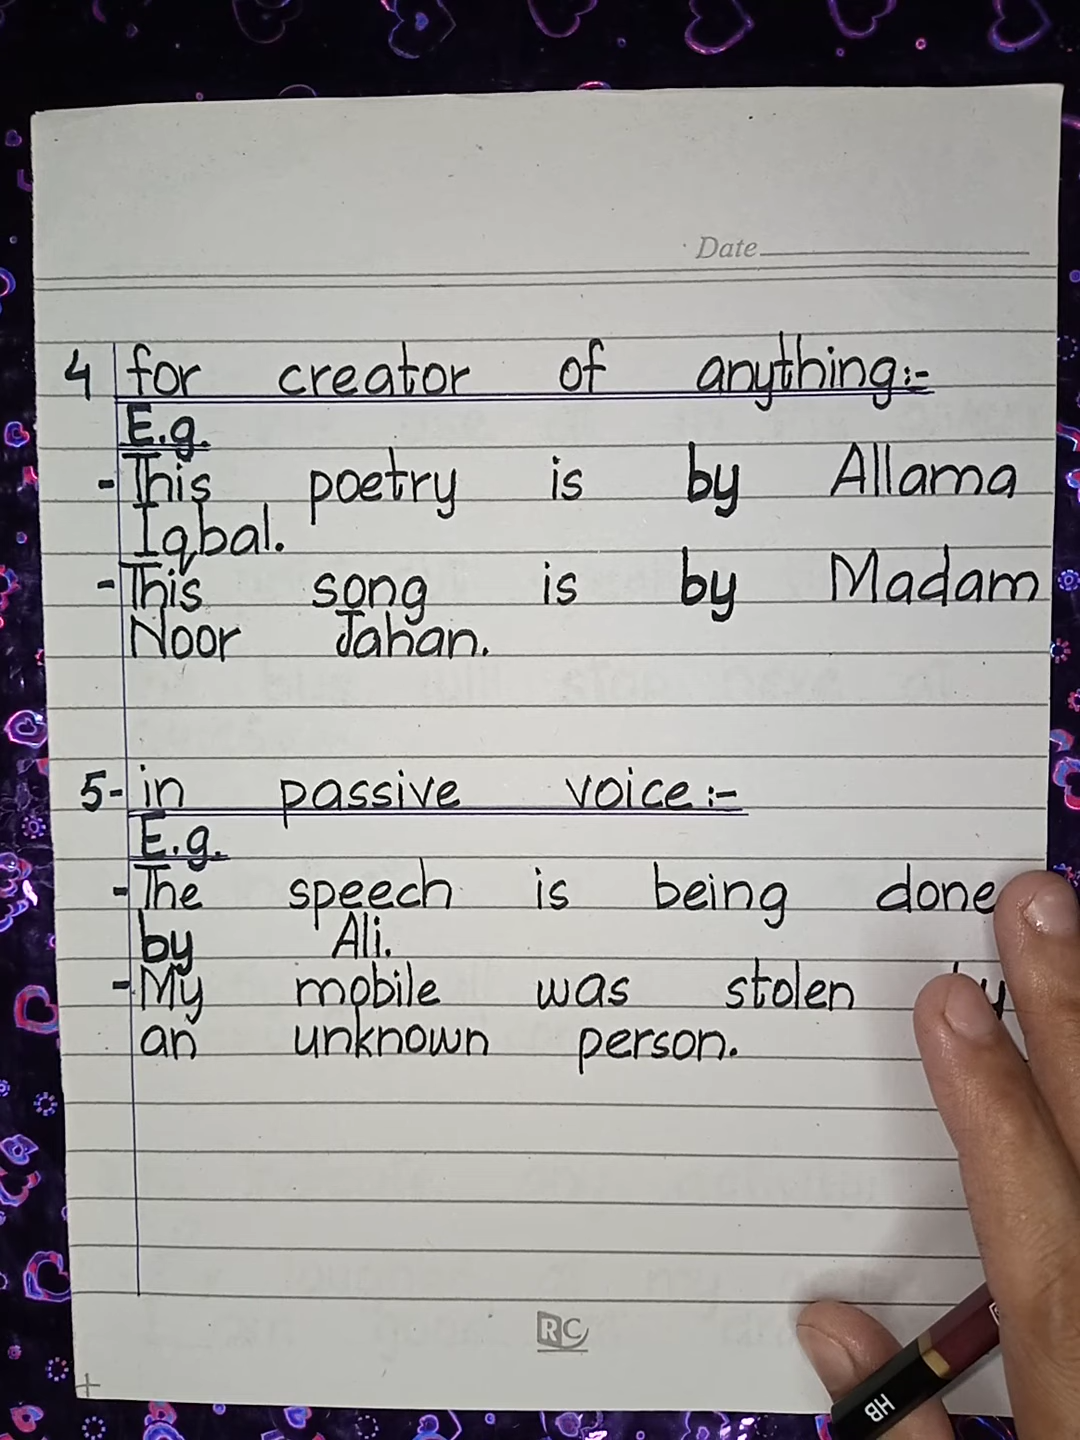 Date
4 for creator of anything:-
E.g.
- This poetry is by Allama
Iqbal.
- This song is by Madam
Noor Jahan.
5- in passive voice:-
E.g.
- The speech is being done
by Ali.
- My mobile was stolen by
an unknown person.
RC
HB